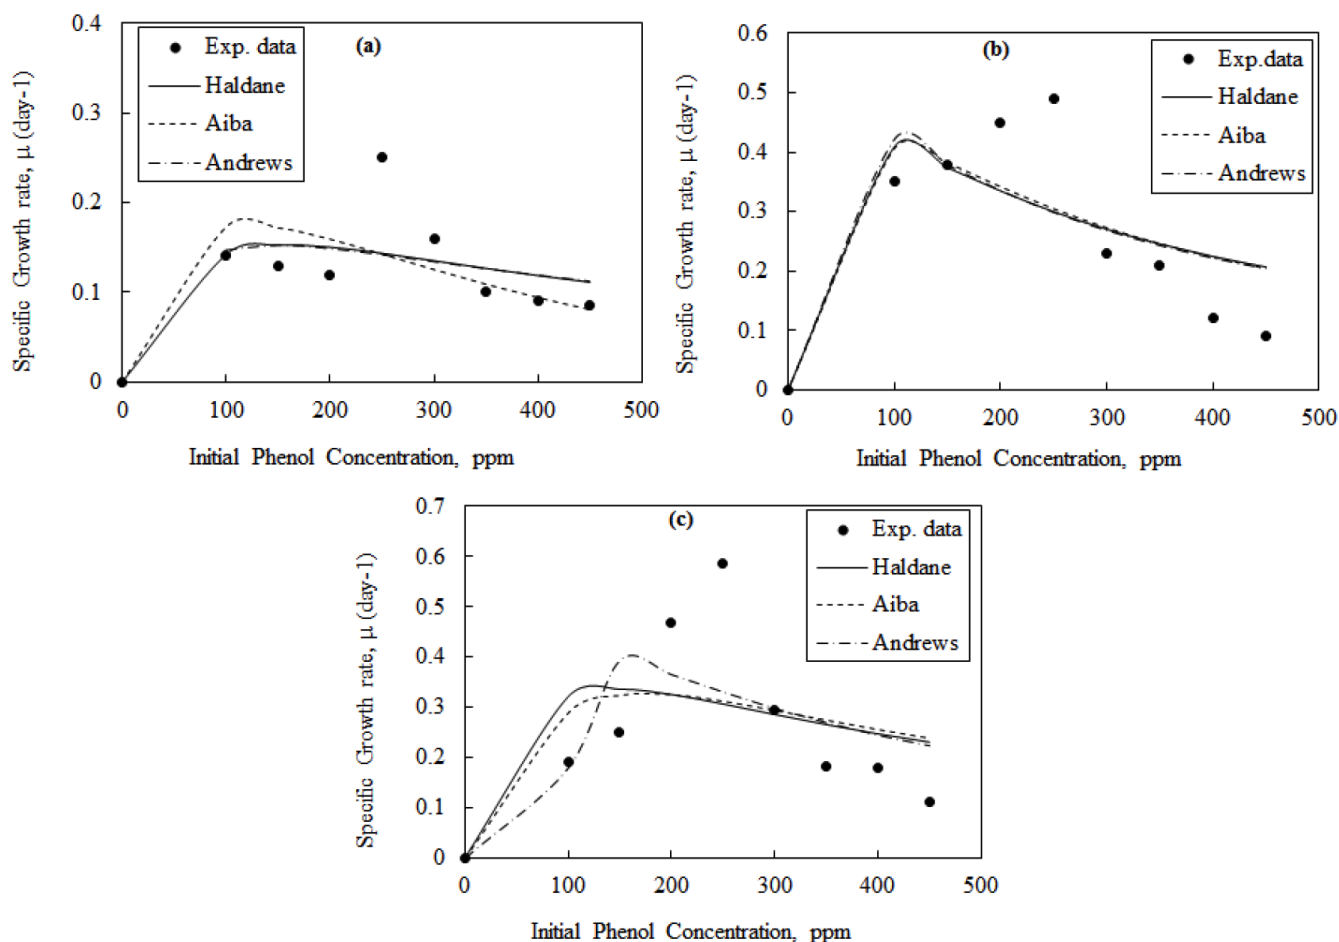 (a)
Exp. data
Haldane
Aiba
Andrews
Specific Growth rate, μ (day-1)
0.4
0.3
0.2
0.1
0
0 100 200 300 400 500
Initial Phenol Concentration, ppm
(b)
Exp.data
Haldane
Aiba
Andrews
Specific Growth rate, μ (day-1)
0.6
0.5
0.4
0.3
0.2
0.1
0
0 100 200 300 400 500
Initial Phenol Concentration, ppm
(c)
Exp. data
Haldane
Aiba
Andrews
Specific Growth rate, μ (day-1)
0.7
0.6
0.5
0.4
0.3
0.2
0.1
0
0 100 200 300 400 500
Initial Phenol Concentration, ppm